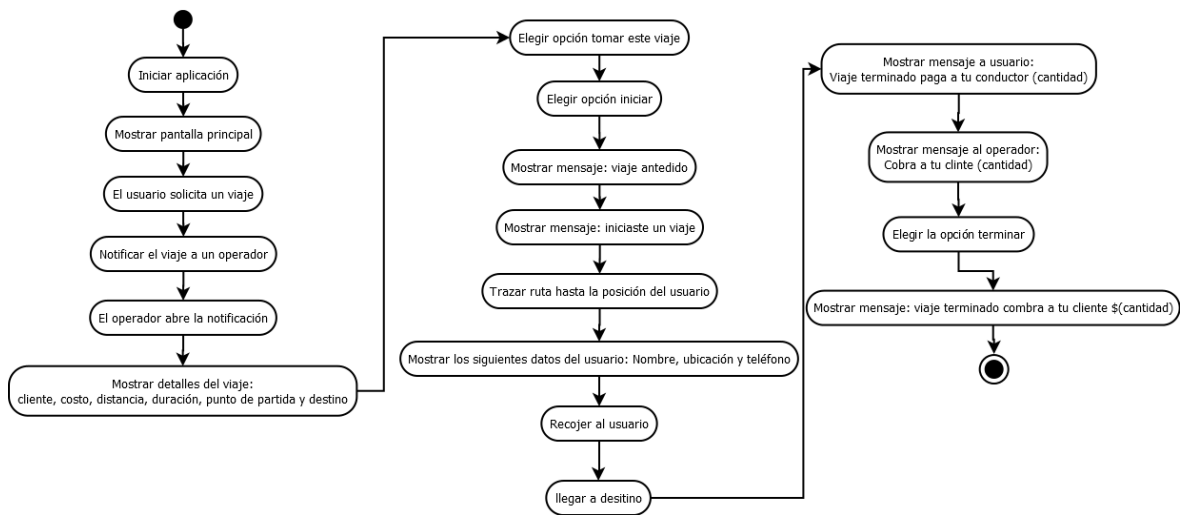 Iniciar aplicación
Mostrar pantalla principal
El usuario solicita un viaje
Notificar el viaje a un operador
El operador abre la notificación
Mostrar detalles del viaje:
cliente, costo, distancia, duración, punto de partida y destino
Elegir opción tomar este viaje
Elegir opción iniciar
Mostrar mensaje: viaje antedido
Mostrar mensaje: iniciaste un viaje
Trazar ruta hasta la posición del usuario
Mostrar los siguientes datos del usuario: Nombre, ubicación y teléfono
Recojer al usuario
llegar a desitino
Mostrar mensaje a usuario:
Viaje terminado paga a tu conductor (cantidad)
Mostrar mensaje al operador:
Cobra a tu clinte (cantidad)
Elegir la opción terminar
Mostrar mensaje: viaje terminado combra a tu cliente $(cantidad)